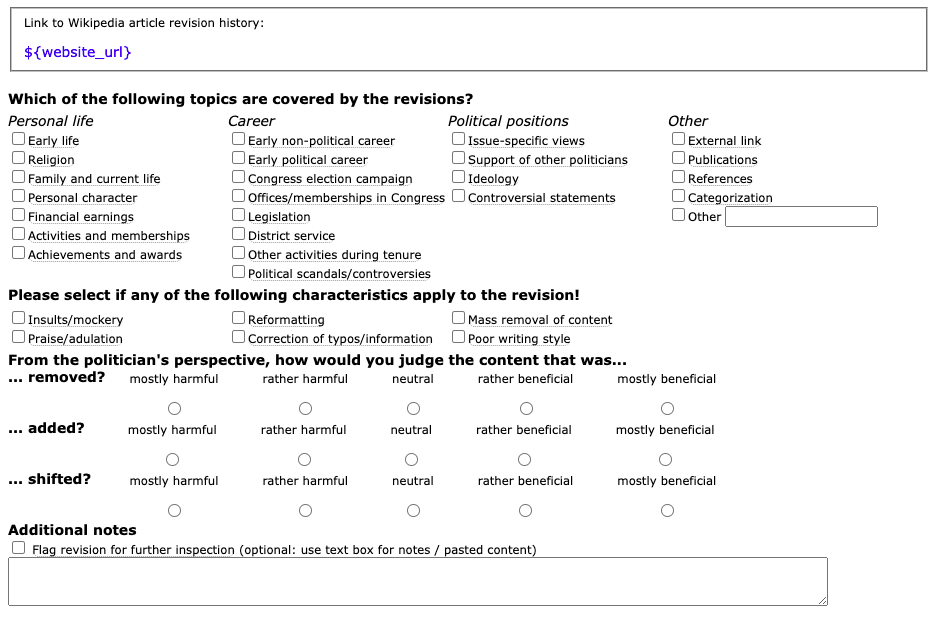 Link to Wikipedia article revision history:
${website_url}
Which of the following topics are covered by the revisions?
Personal life Career Political positions Other
Early life Early non-political career Issue-specific views External link
Religion Early political career Support of other politicians Publications
Family and current life Congress election campaign Ideology References
Personal character Offices/memberships in Congress Controversial statements Categorization
Financial earnings Legislation Other
Activities and memberships District service
Achievements and awards Other activities during tenure
Political scandals/controversies
Please select if any of the following characteristics apply to the revision!
Insults/mockery Reformatting Mass removal of content
Praise/adulation Correction of typos/information Poor writing style
From the politician's perspective, how would you judge the content that was...
... removed? mostly harmful rather harmful neutral rather beneficial mostly beneficial
... added? mostly harmful rather harmful neutral rather beneficial mostly beneficial
... shifted? mostly harmful rather harmful neutral rather beneficial mostly beneficial
Additional notes
Flag revision for further inspection (optional: use text box for notes / pasted content)